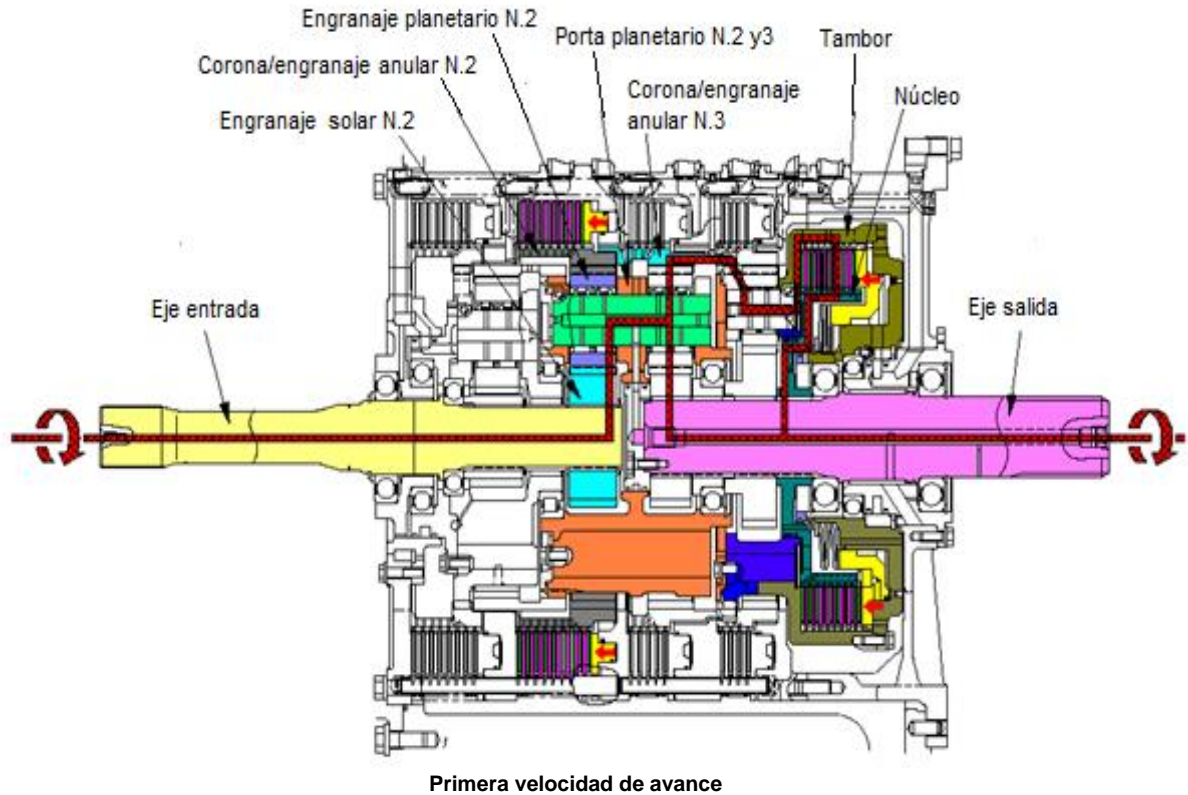 Engranaje planetario N.2
Porta planetario N.2 y3
Tambor
Corona/engranaje anular N.2
Corona/engranaje
anular N.3
Núcleo
Engranaje solar N.2
Eje entrada
Eje salida
Primera velocidad de avance